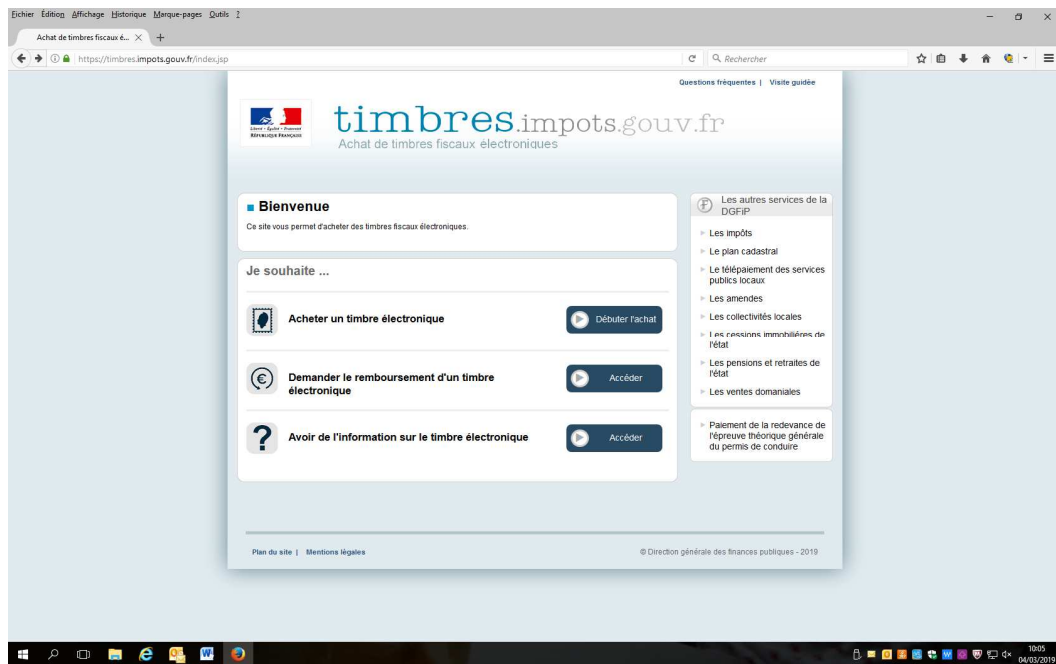 Fichier Édition Affichage Historique Marque-pages Outils ?
Achat de timbres fiscaux é...
https://timbres.impots.gouv.fr/index.jsp
Rechercher
Questions fréquentes | Visite guidée
Liberté • Égalité • Fraternité
RÉPUBLIQUE FRANÇAISE
timbres.impots.gouv.fr
Achat de timbres fiscaux électroniques
Bienvenue
Ce site vous permet d'acheter des timbres fiscaux électroniques.
Je souhaite ...
Acheter un timbre électronique
Débuter l'achat
Demander le remboursement d'un timbre
électronique
Accéder
Avoir de l'information sur le timbre électronique
Accéder
Les autres services de la
DGFiP
Les impôts
Le plan cadastral
Le télépaiement des services
publics locaux
Les amendes
Les collectivités locales
Les cessions immobilières de
l'état
Les pensions et retraites de
l'état
Les ventes domaniales
Paiement de la redevance de
l'épreuve théorique générale
du permis de conduire
Plan du site | Mentions légales
© Direction générale des finances publiques - 2019
10:05
04/03/2019